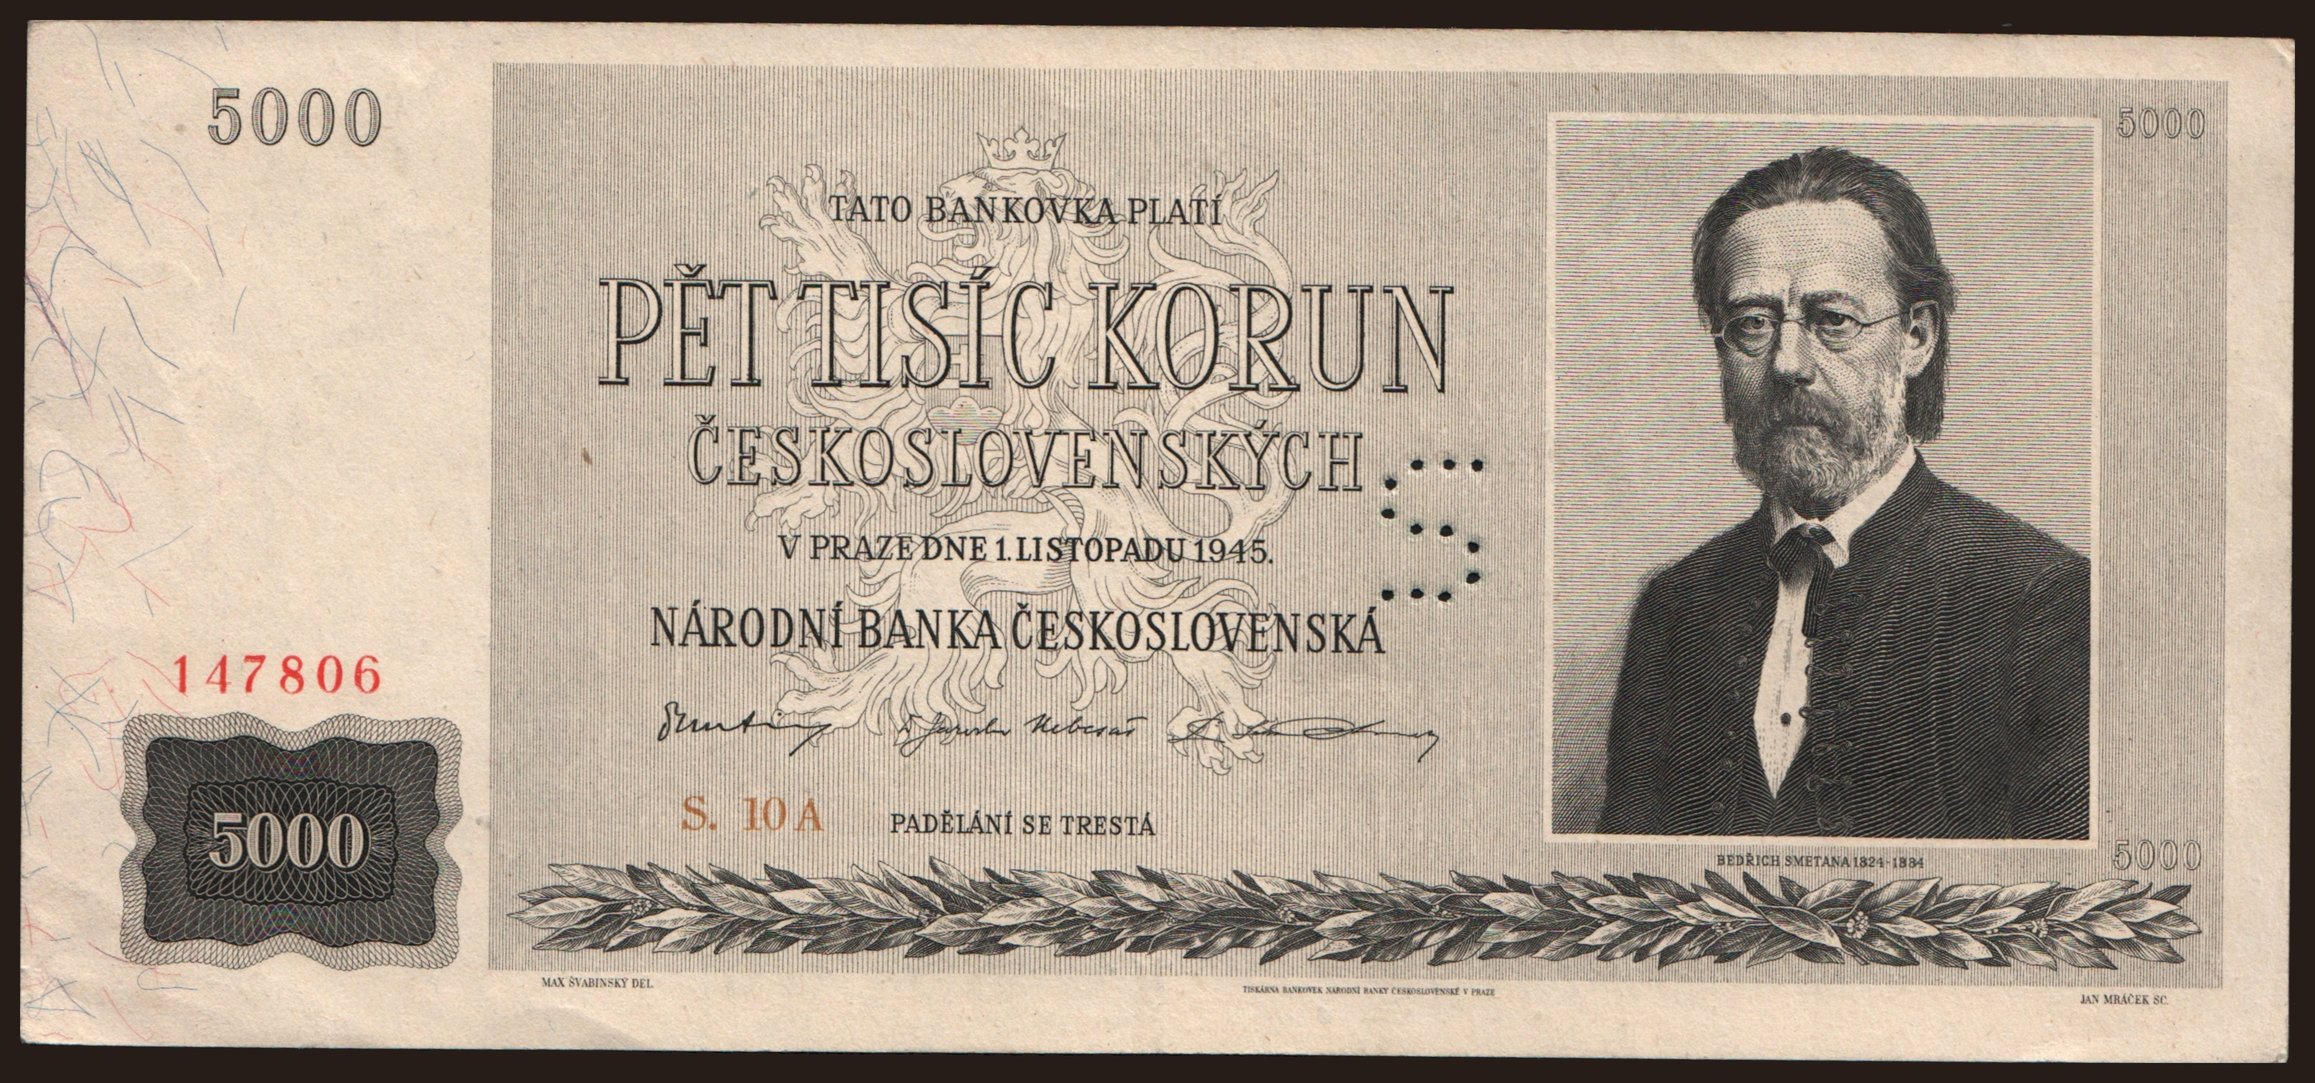 5000
5000
TATO BANKOVKA PLATÍ
PĚT TISÍC KORUN
ČESKOSLOVENSKÝCH
S
V PRAZE DNE 1. LISTOPADU 1945.
NÁRODNÍ BANKA ČESKOSLOVENSKÁ
147806
S. 10 A
PADĚLÁNÍ SE TRESTÁ
5000
BEDŘICH SMETANA 1824-1884
5000
MAX ŠVABINSKÝ DEL.
TISKÁRNA BANKOVEK NÁRODNÍ BANKY ČESKOSLOVENSKÉ V PRAZE
JAN MRÁČEK SC.